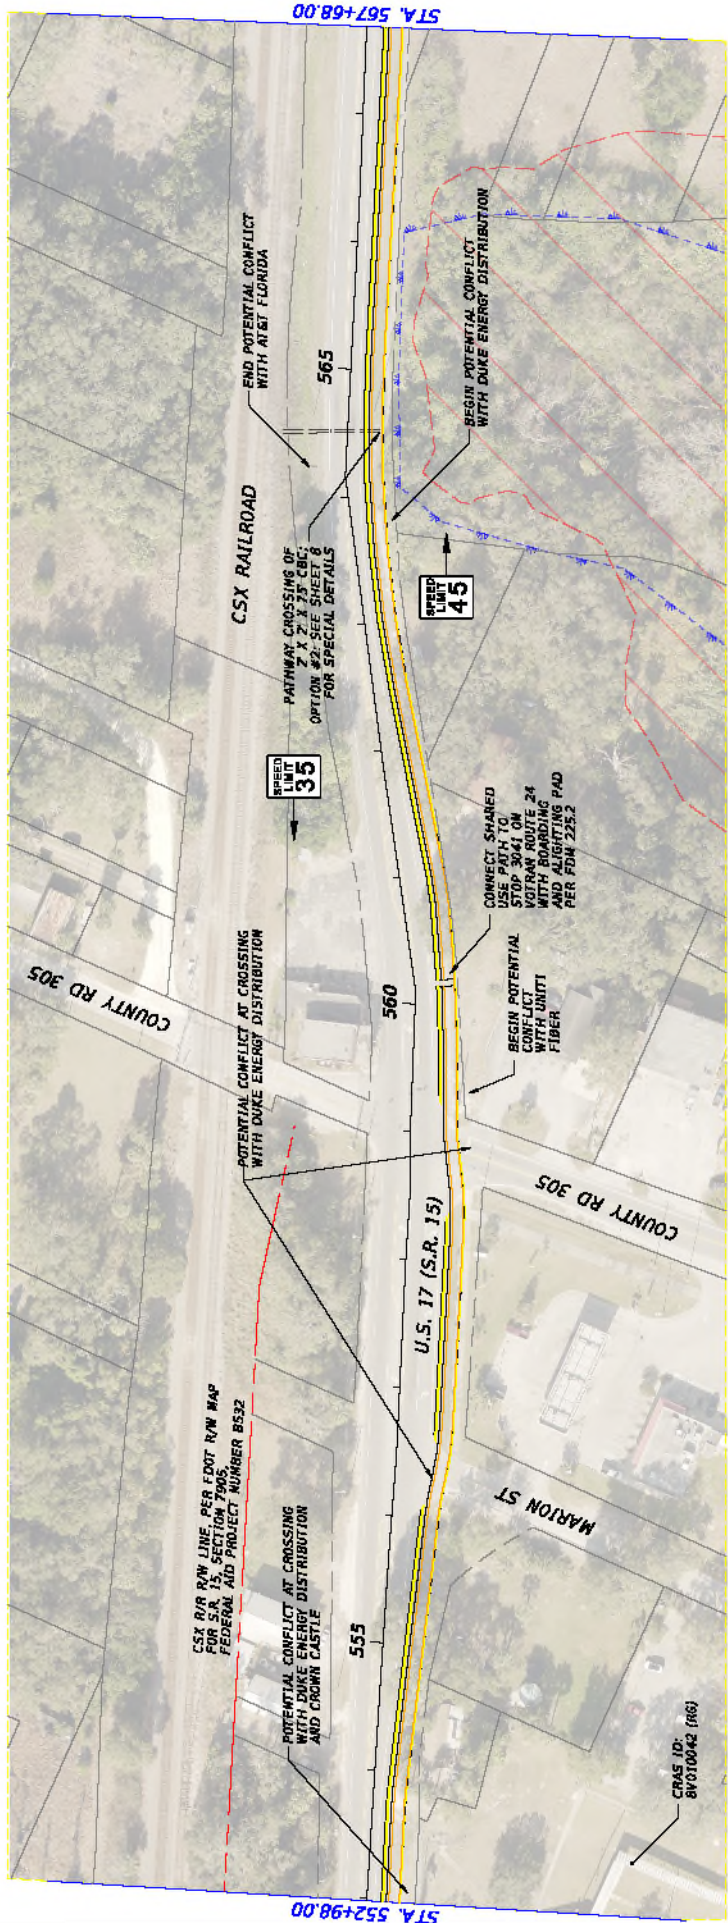 STA. 567+68.00
END POTENTIAL CONFLICT
WITH AT&T FLORIDA
565
BEGIN POTENTIAL CONFLICT
WITH DUKE ENERGY DISTRIBUTION
CSX RAILROAD
PATHWAY CROSSING OF
2' X 2' X 75' CBC;
OPTION #2: SEE SHEET 8
FOR SPECIAL DETAILS
SPEED
LIMIT
45
SPEED
LIMIT
35
CONNECT SHARED
USE PATH TO
STOP 3041 ON
VOTRAN ROUTE 24
WITH BOARDING
AND ALIGHTING PAD
PER FDM 225.2
COUNTY RD 305
POTENTIAL CONFLICT AT CROSSING
WITH DUKE ENERGY DISTRIBUTION
560
BEGIN POTENTIAL
CONFLICT
WITH UNITI
FIBER
COUNTY RD 305
U.S. 17 (S.R. 15)
CSX R/R R/W LINE, PER FDOT R/W MAP
FOR S.R. 15, SECTION 7905,
FEDERAL AID PROJECT NUMBER 8532
MARION ST
POTENTIAL CONFLICT AT CROSSING
WITH DUKE ENERGY DISTRIBUTION
AND CROWN CASTLE
555
CRAS ID:
8VO10042 (RG)
STA. 552+98.00